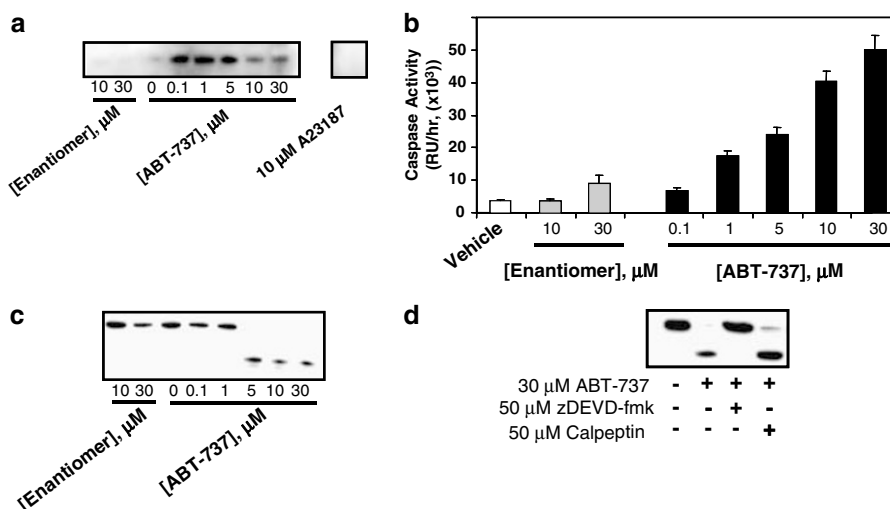 a
10 30 0 0.1 1 5 10 30
[Enantiomer], μM
[ABT-737], μM
10 μM A23187
b
Caspase Activity
(RU/hr, (x10³))
50
40
30
20
10
0
Vehicle
10 30 0.1 1 5 10 30
[Enantiomer], μM [ABT-737], μM
c
10 30 0 0.1 1 5 10 30
[Enantiomer], μM
[ABT-737], μM
d
30 μM ABT-737 - + + +
50 μM zDEVD-fmk - - + -
50 μM Calpeptin - - - +